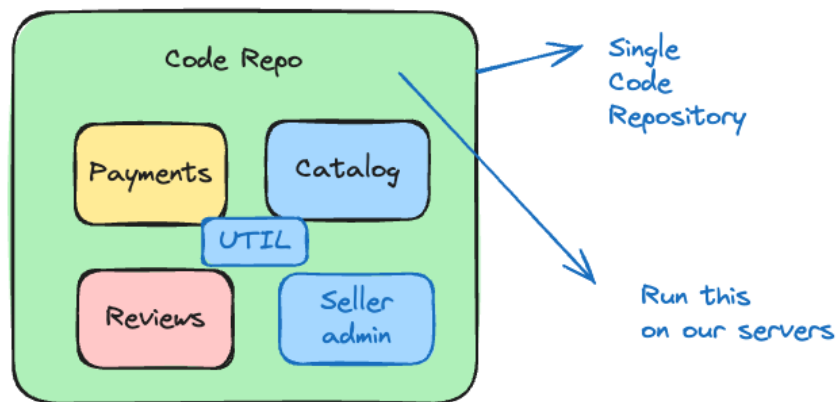 Code Repo
Single
Code
Repository
Payments
Catalog
UTIL
Reviews
Seller
admin
Run this
on our servers